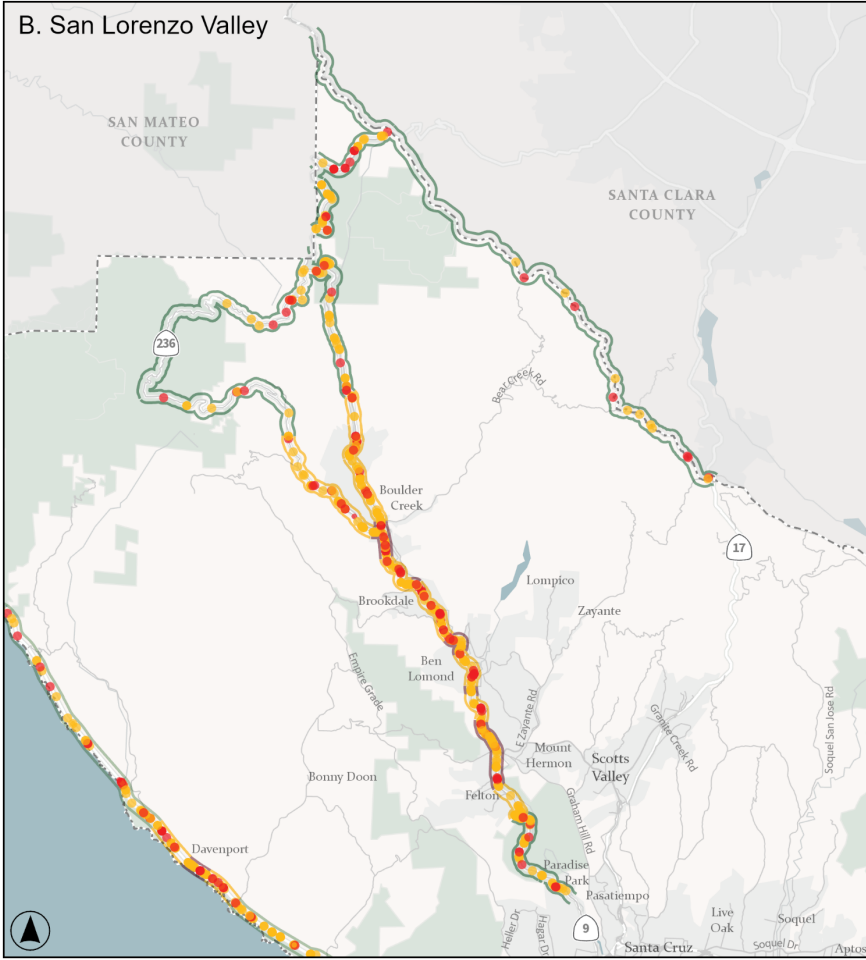 B. San Lorenzo Valley
SAN MATEO
COUNTY
SANTA CLARA
COUNTY
236
Bear Creek Rd
Boulder
Creek
17
Lompico
Brookdale
Zayante
Ben
Lomond
Empire Grade
E Zayante Rd
Granite Creek Rd
Soquel San Jose Rd
Mount
Hermon
Scotts
Valley
Bonny Doon
Felton
Graham Hill Rd
Davenport
Paradise
Park
Pasatiempo
Heller Dr
Hagar Dr
9
Live
Oak
Soquel
Santa Cruz
Soquel Dr
Aptos